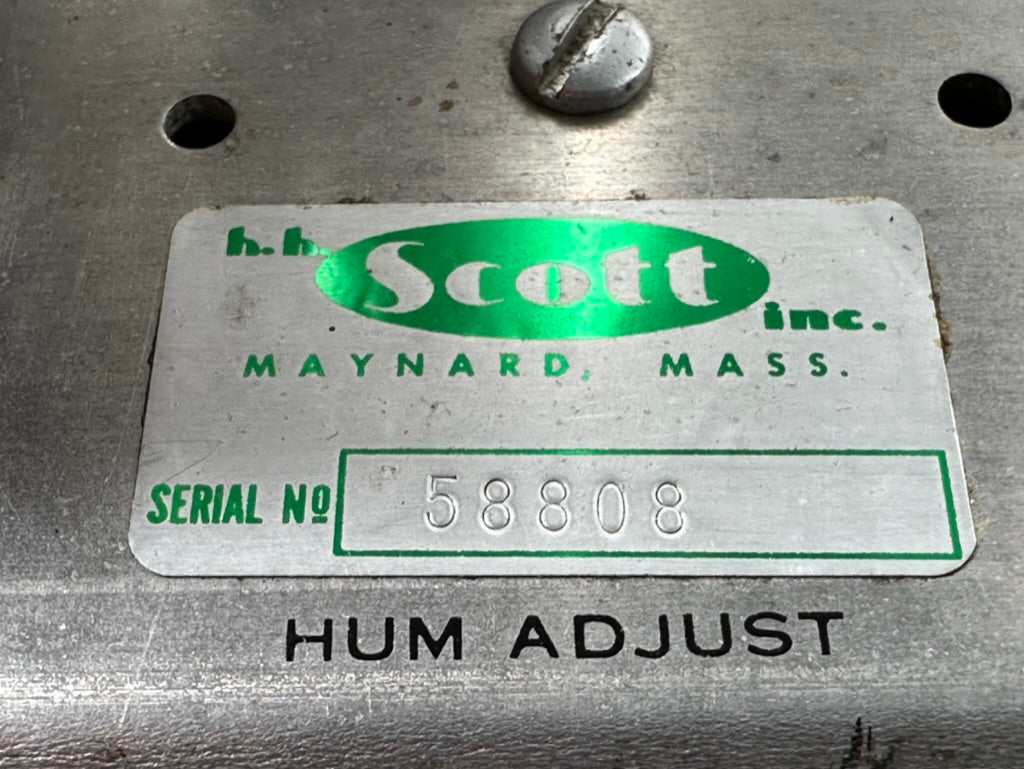 h.h. Scott inc.
MAYNARD, MASS.
SERIAL Nº 58808
HUM ADJUST